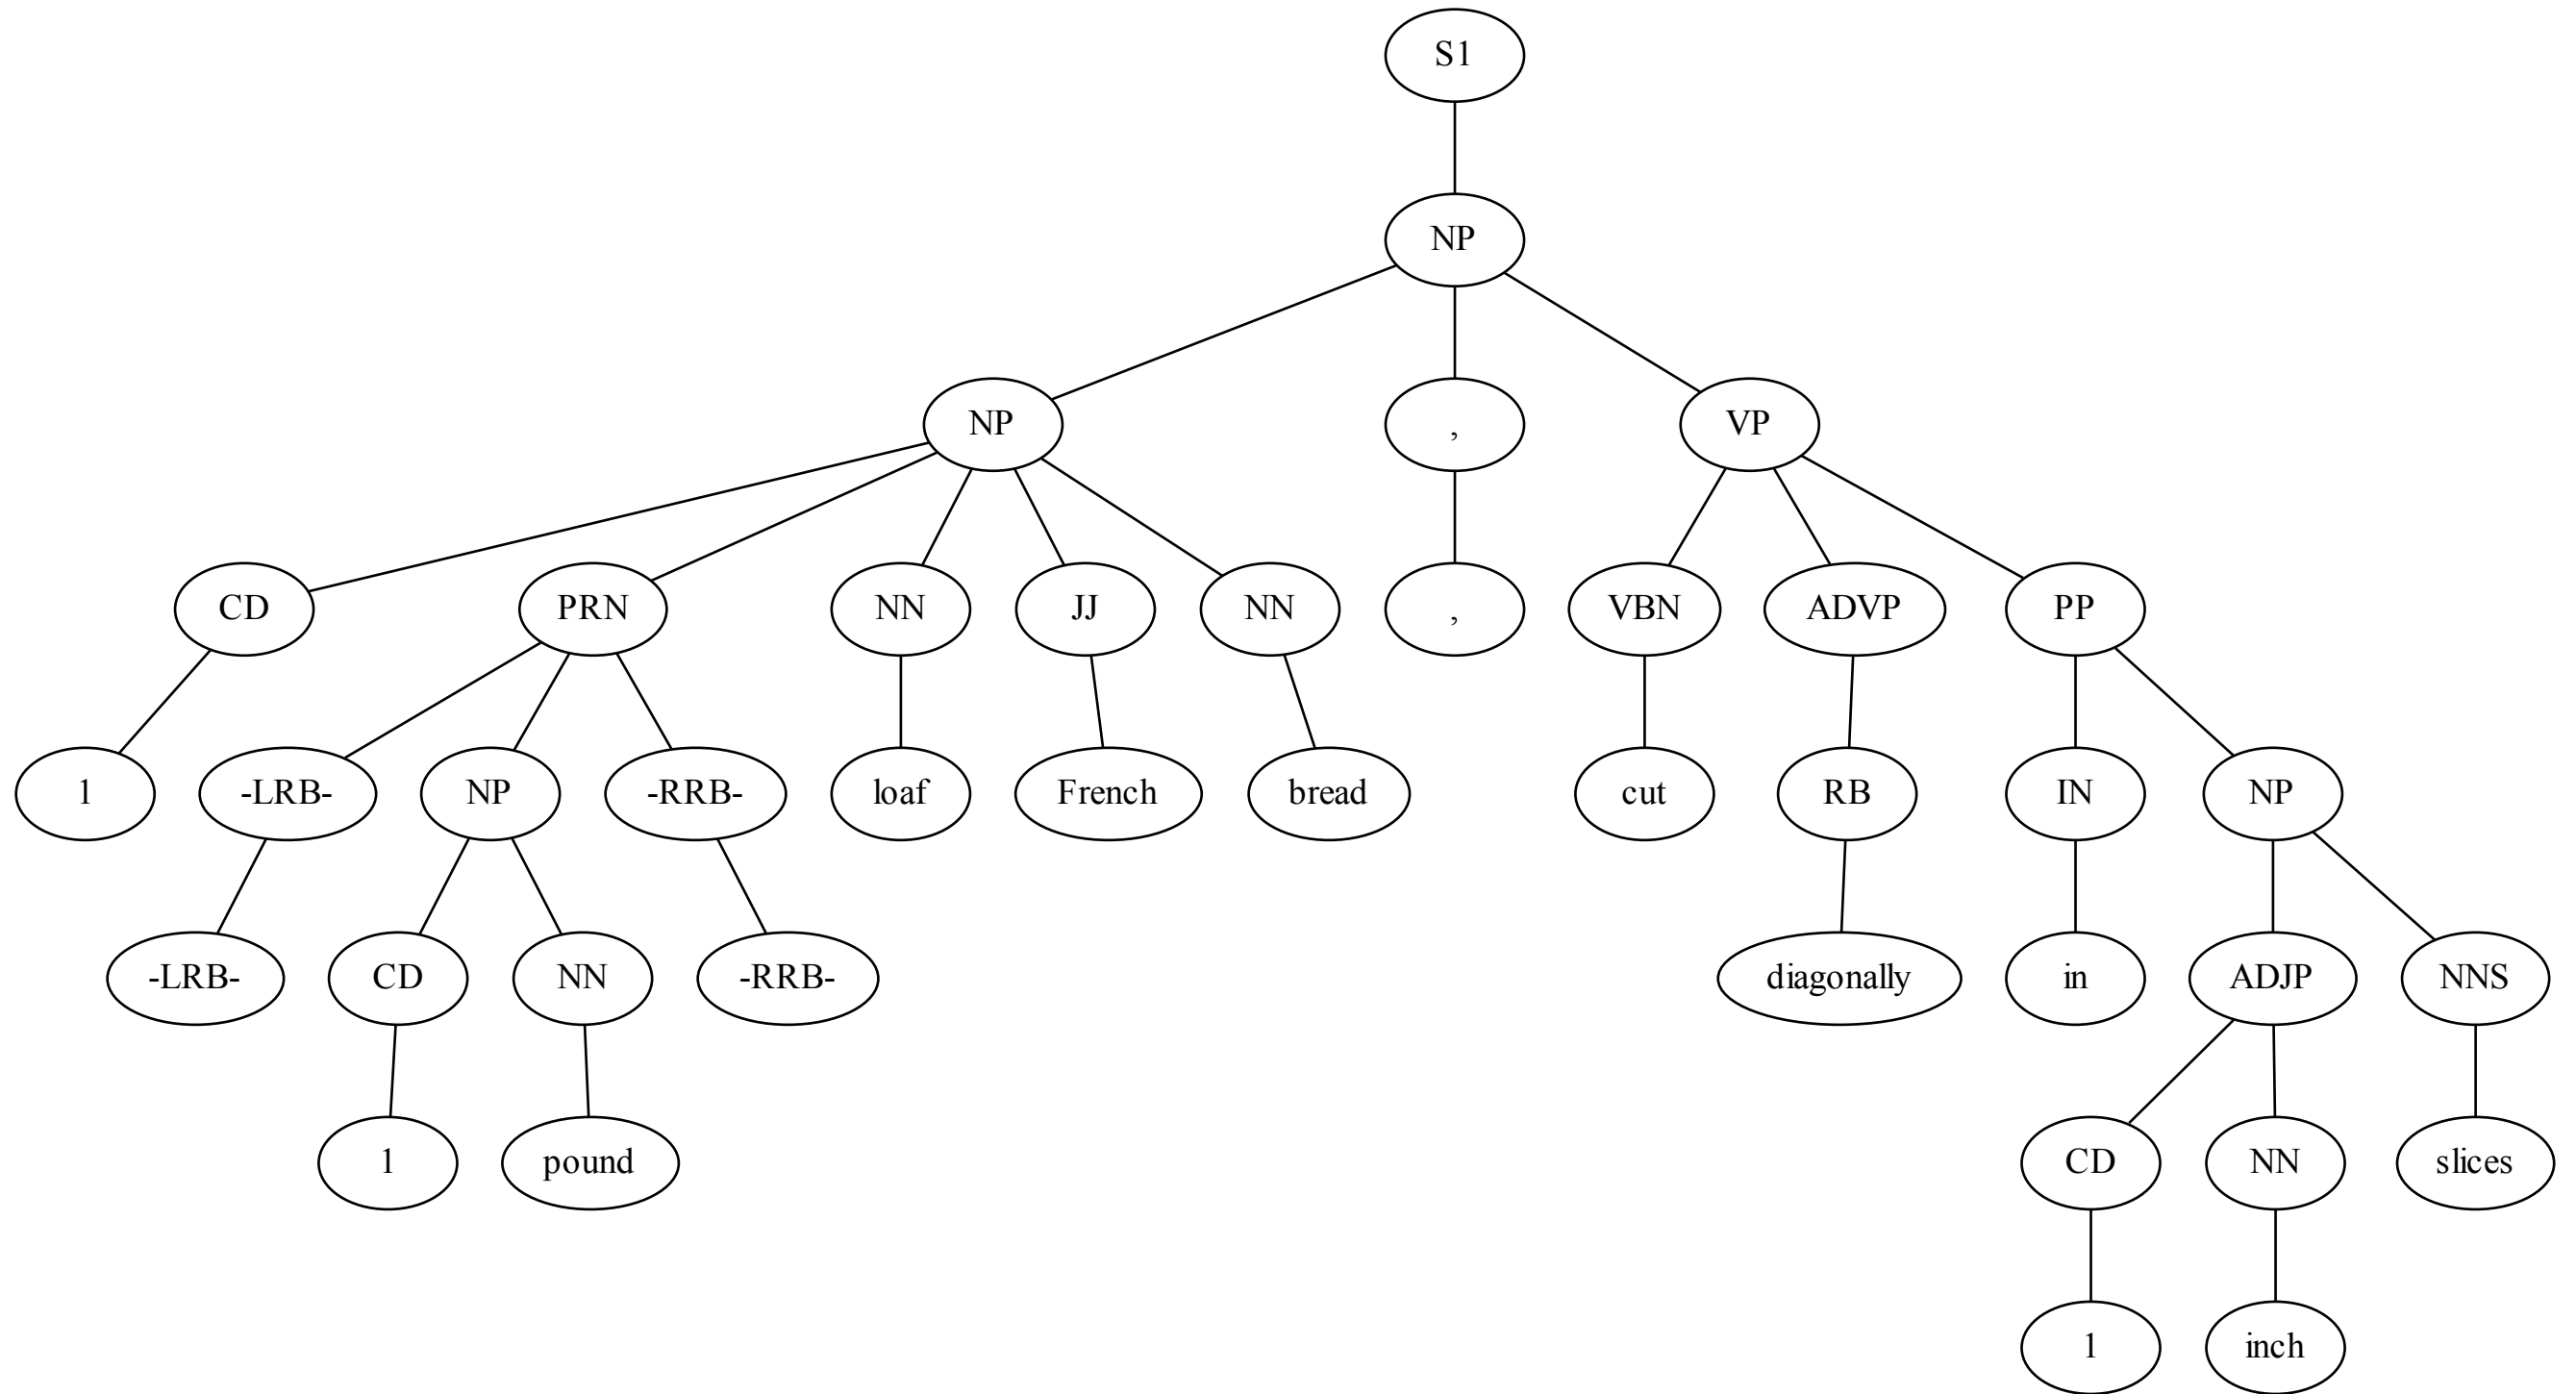 S1
NP
NP , VP
CD PRN NN JJ NN , VBN ADVP PP
1 -LRB- NP -RRB- loaf French bread cut RB IN NP
-LRB- CD NN -RRB- diagonally in ADJP NNS
1 pound CD NN slices
1 inch